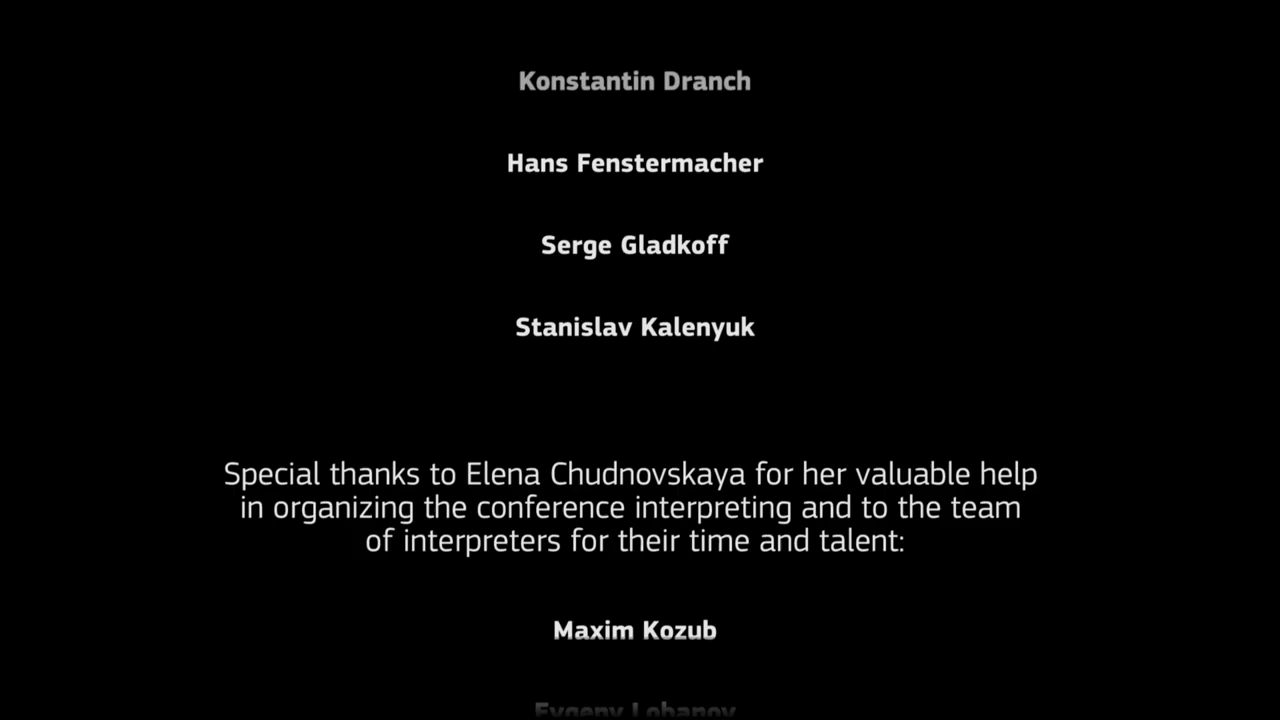 Konstantin Dranch
Hans Fenstermacher
Serge Gladkoff
Stanislav Kalenyuk
Special thanks to Elena Chudnovskaya for her valuable help
in organizing the conference interpreting and to the team
of interpreters for their time and talent:
Maxim Kozub
Evgeny Lobanov